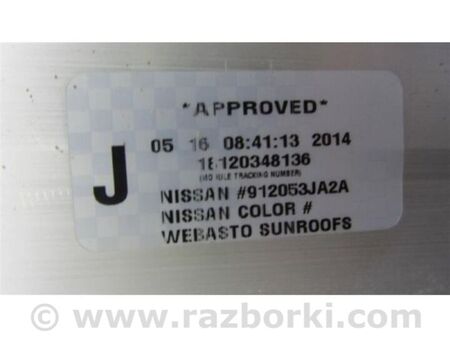 *APPROVED*
J
05 16 08:41:13 2014
16120348136
(MODULE TRACKING NUMBER)
NISSAN #912053JA2A
NISSAN COLOR #
WEBASTO SUNROOFS
© www.razborki.com